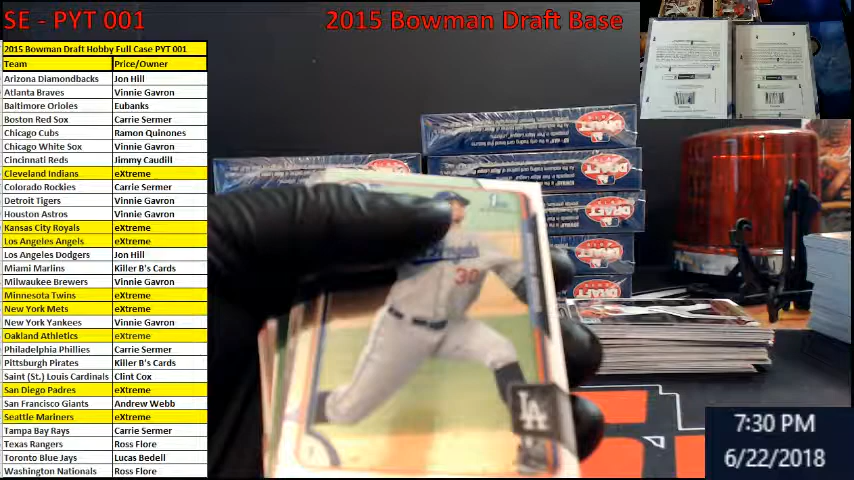 SE - PYT 001
2015 Bowman Draft Base
2015 Bowman Draft Hobby Full Case PYT 001
Team Price/Owner
Arizona Diamondbacks Jon Hill
Atlanta Braves Vinnie Gavron
Baltimore Orioles Eubanks
Boston Red Sox Carrie Sermer
Chicago Cubs Ramon Quinones
Chicago White Sox Vinnie Gavron
Cincinnati Reds Jimmy Caudill
Cleveland Indians eXtreme
Colorado Rockies Carrie Sermer
Detroit Tigers Vinnie Gavron
Houston Astros Vinnie Gavron
Kansas City Royals eXtreme
Los Angeles Angels eXtreme
Los Angeles Dodgers Jon Hill
Miami Marlins Killer B's Cards
Milwaukee Brewers Vinnie Gavron
Minnesota Twins eXtreme
New York Mets eXtreme
New York Yankees Vinnie Gavron
Oakland Athletics eXtreme
Philadelphia Phillies Carrie Sermer
Pittsburgh Pirates Killer B's Cards
Saint (St.) Louis Cardinals Clint Cox
San Diego Padres eXtreme
San Francisco Giants Andrew Webb
Seattle Mariners eXtreme
Tampa Bay Rays Carrie Sermer
Texas Rangers Ross Flore
Toronto Blue Jays Lucas Bedell
Washington Nationals Ross Flore
DRAFT
DRAFT
DRAFT
DRAFT
DRAFT
30
LA
7:30 PM
6/22/2018